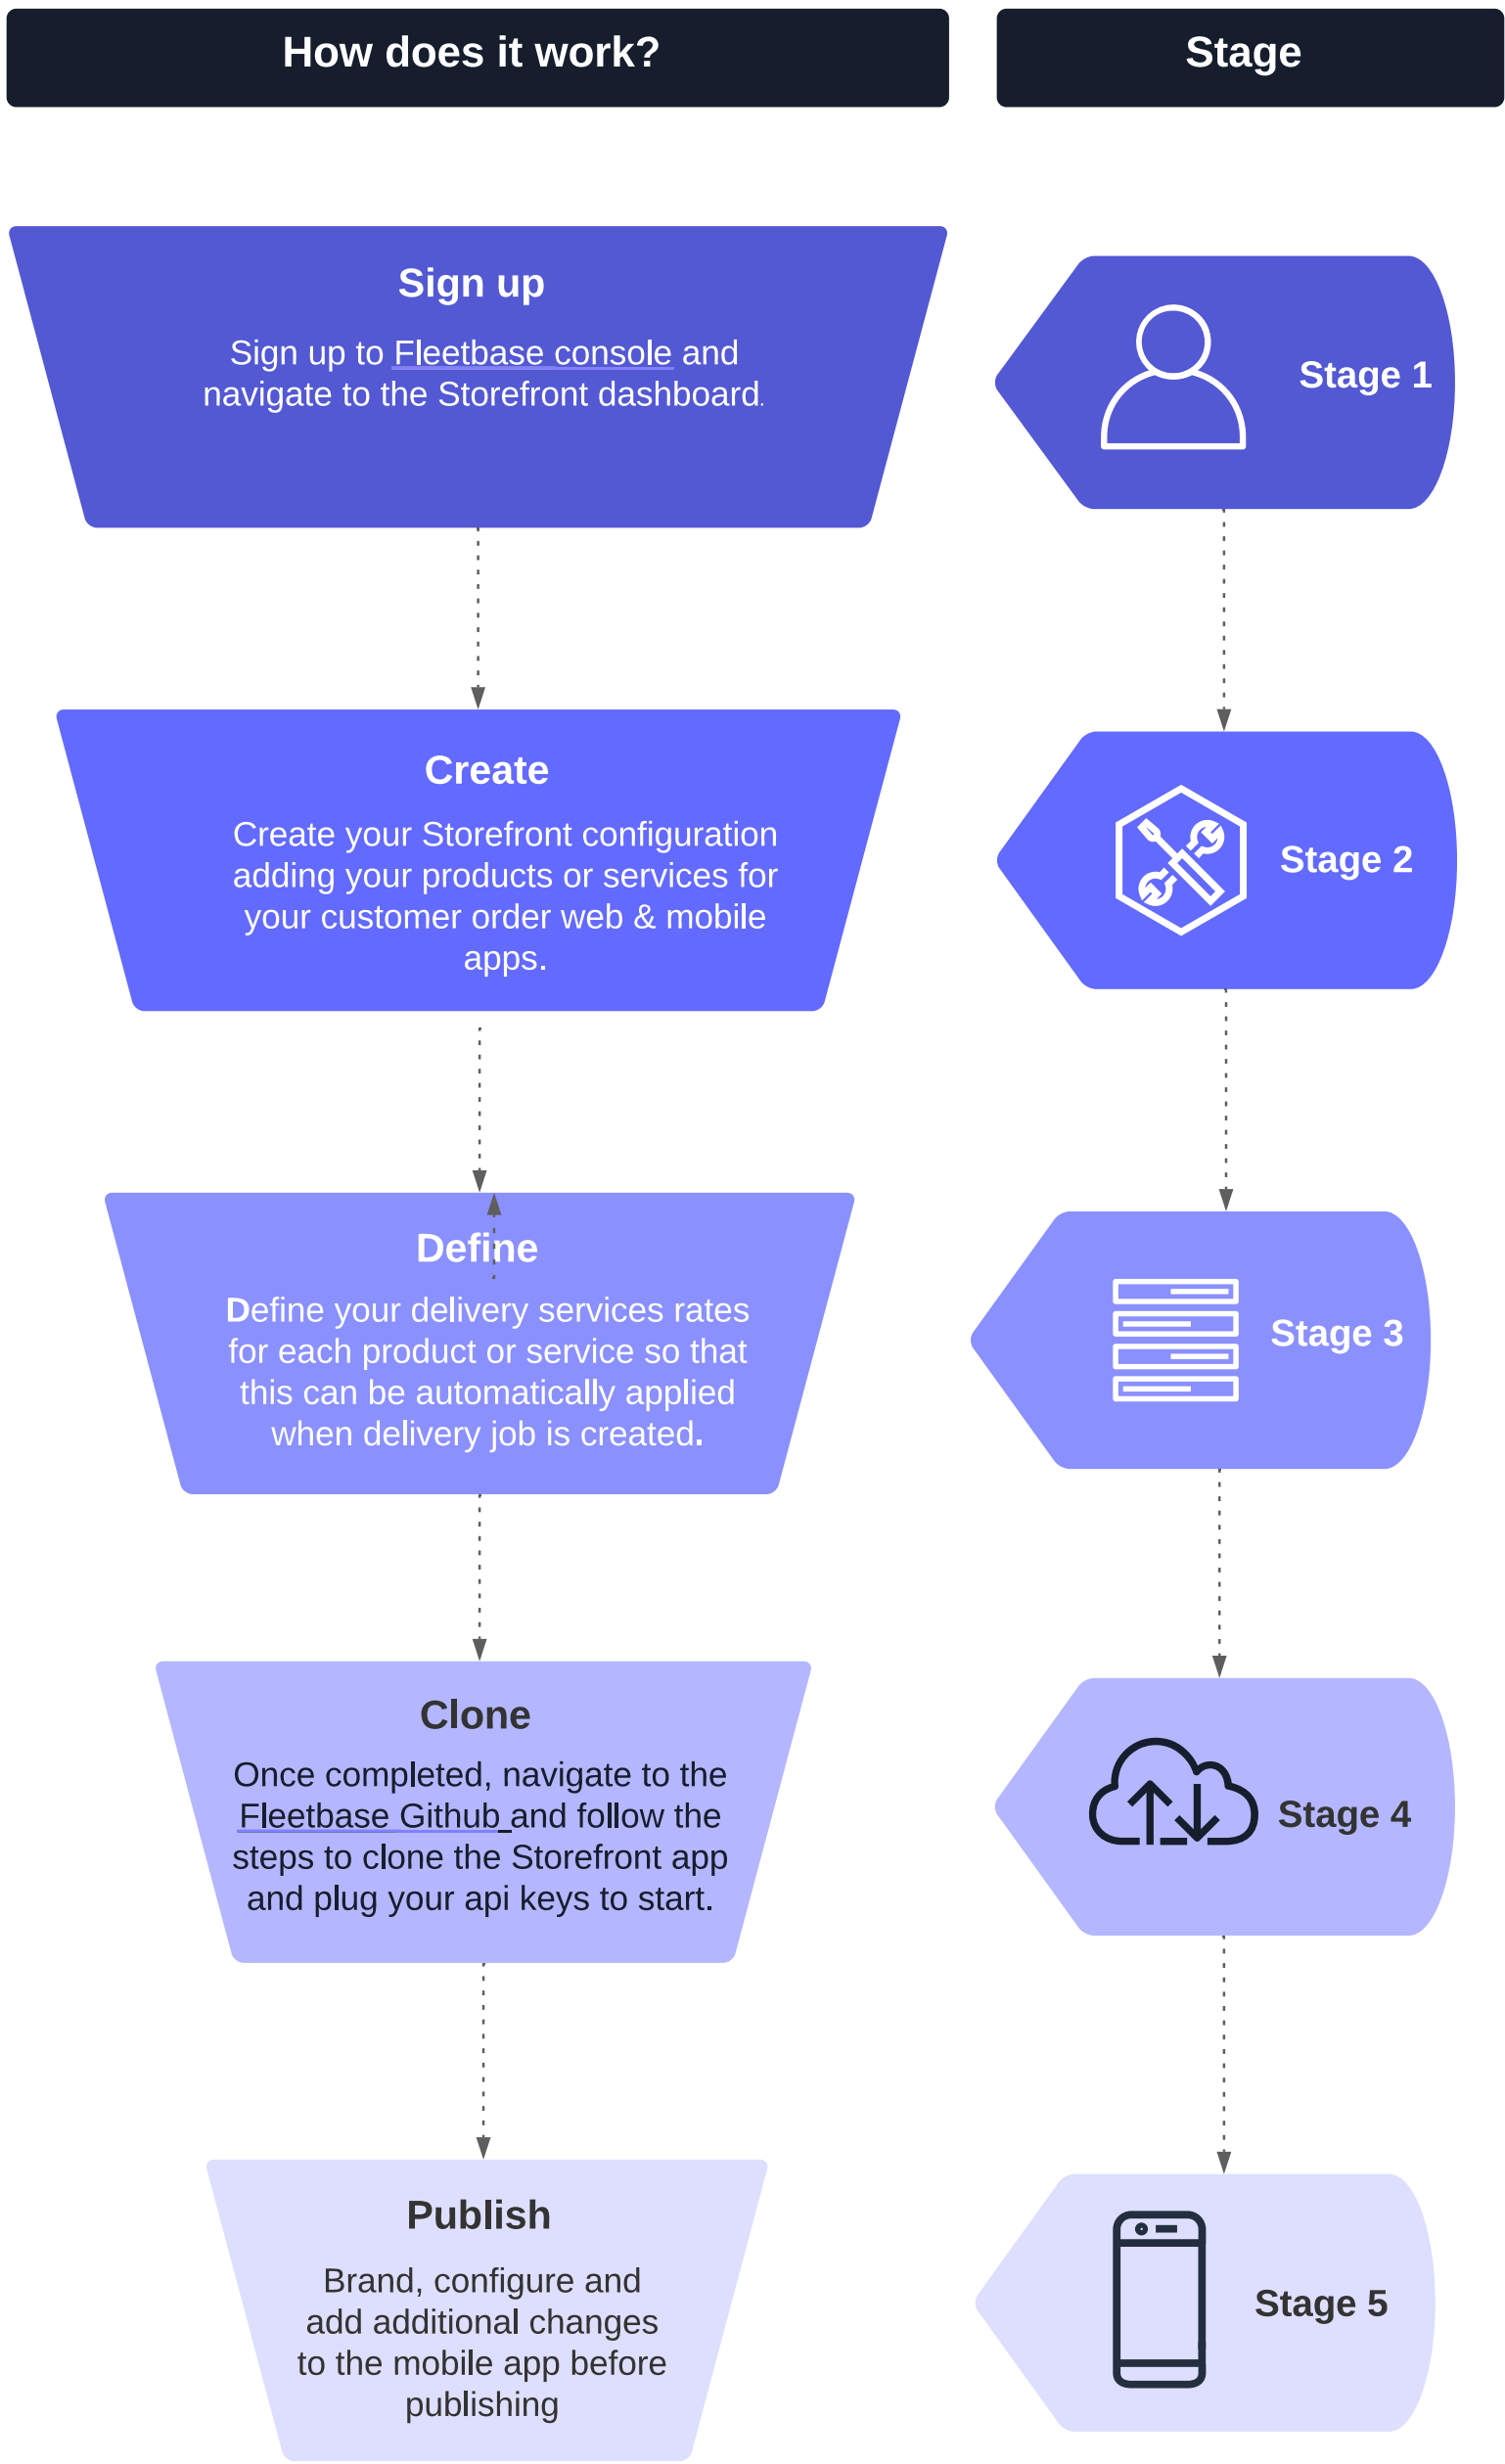 How does it work?
Stage
Sign up
Sign up to Fleetbase console and
navigate to the Storefront dashboard.
Stage 1
Create
Create your Storefront configuration
adding your products or services for
your customer order web & mobile
apps.
Stage 2
Define
Define your delivery services rates
for each product or service so that
this can be automatically applied
when delivery job is created.
Stage 3
Clone
Once completed, navigate to the
Fleetbase Github and follow the
steps to clone the Storefront app
and plug your api keys to start.
Stage 4
Publish
Brand, configure and
add additional changes
to the mobile app before
publishing
Stage 5